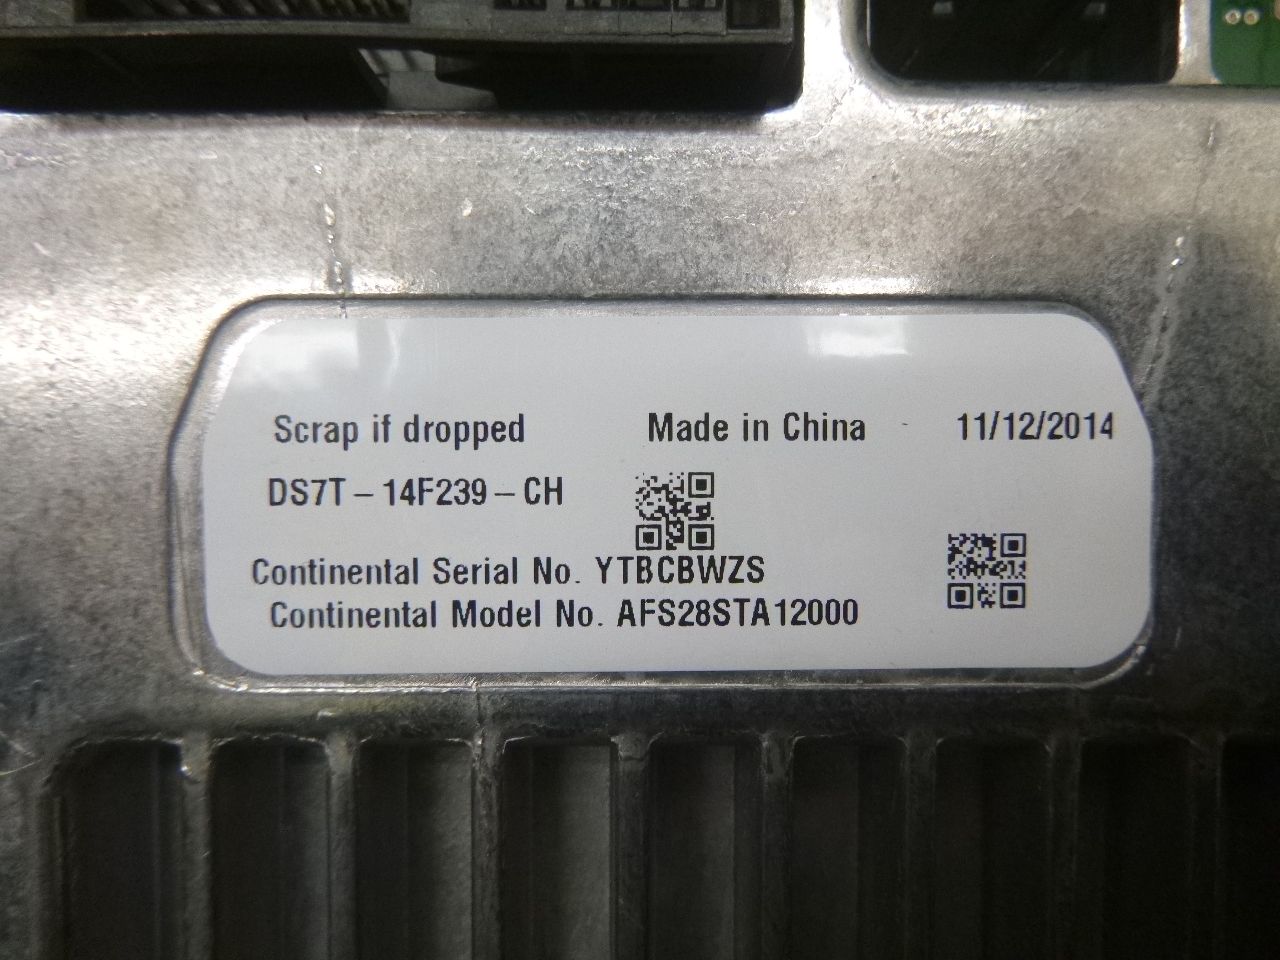 Scrap if dropped Made in China 11/12/2014
DS7T - 14F239 - CH
Continental Serial No. YTBCBWZS
Continental Model No. AFS28STA12000